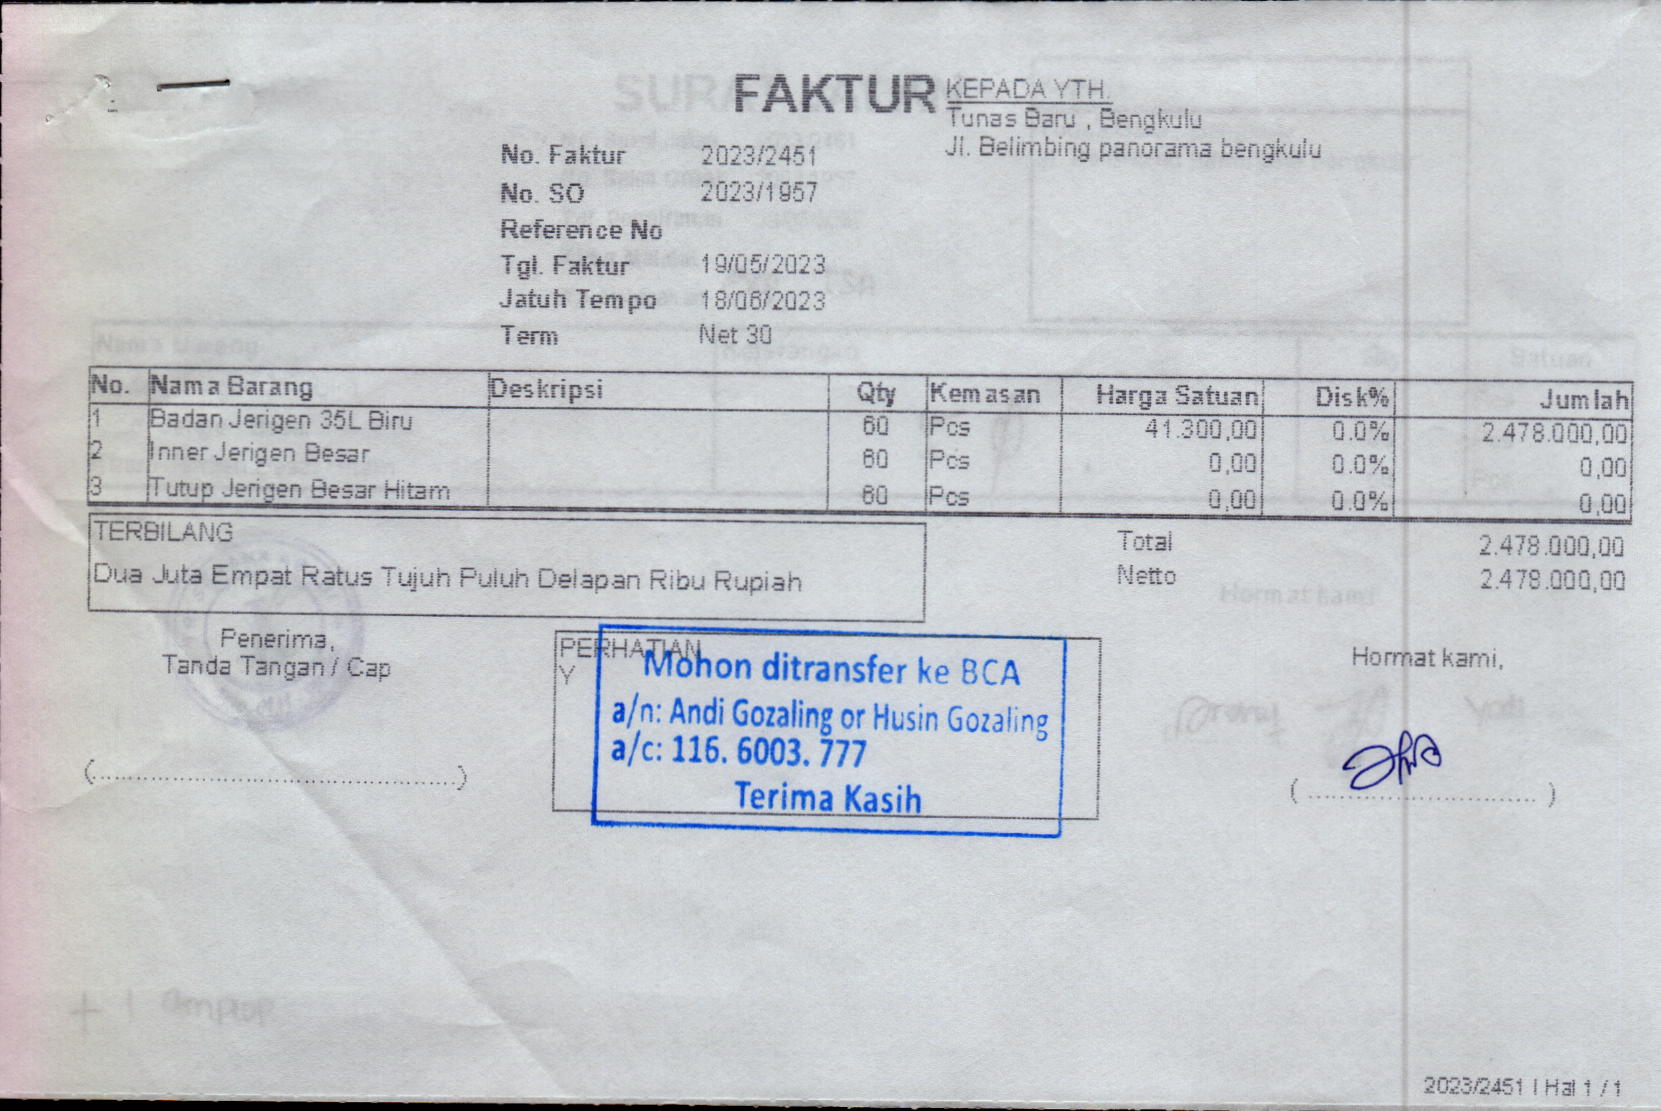 FAKTUR
KEPADA YTH.
Tunas Baru , Bengkulu
Jl. Belimbing panorama bengkulu
No. Faktur 2023/2451
No. SO 2023/1957
Reference No
Tgl. Faktur 19/05/2023
Jatuh Tempo 18/06/2023
Term Net 30
No. Nama Barang Deskripsi Qty Kemasan Harga Satuan Disk% Jumlah
1 Badan Jerigen 35L Biru 60 Pcs 41.300,00 0.0% 2.478.000,00
2 Inner Jerigen Besar 60 Pcs 0,00 0.0% 0,00
3 Tutup Jerigen Besar Hitam 60 Pcs 0,00 0.0% 0,00
TERBILANG
Dua Juta Empat Ratus Tujuh Puluh Delapan Ribu Rupiah
Total 2.478.000,00
Netto 2.478.000,00
Penerima,
Tanda Tangan / Cap
(....................................................)
PERHATIAN
Y
Mohon ditransfer ke BCA
a/n: Andi Gozaling or Husin Gozaling
a/c: 116. 6003. 777
Terima Kasih
Hormat kami,
(................................)
+ 1 Amplop
2023/2451 | Hal 1 / 1